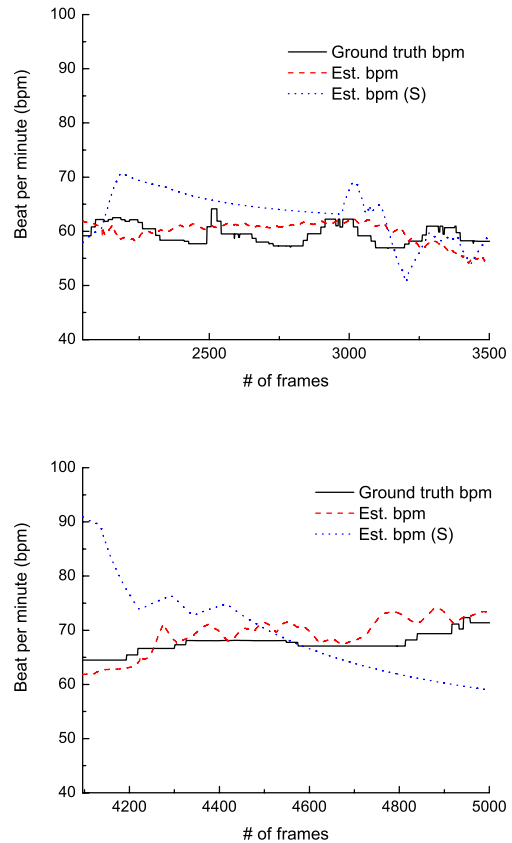 100
90
80
70
60
50
40
Beat per minute (bpm)
Ground truth bpm
Est. bpm
Est. bpm (S)
2500
3000
3500
# of frames
100
90
80
70
60
50
40
Beat per minute (bpm)
Ground truth bpm
Est. bpm
Est. bpm (S)
4200
4400
4600
4800
5000
# of frames